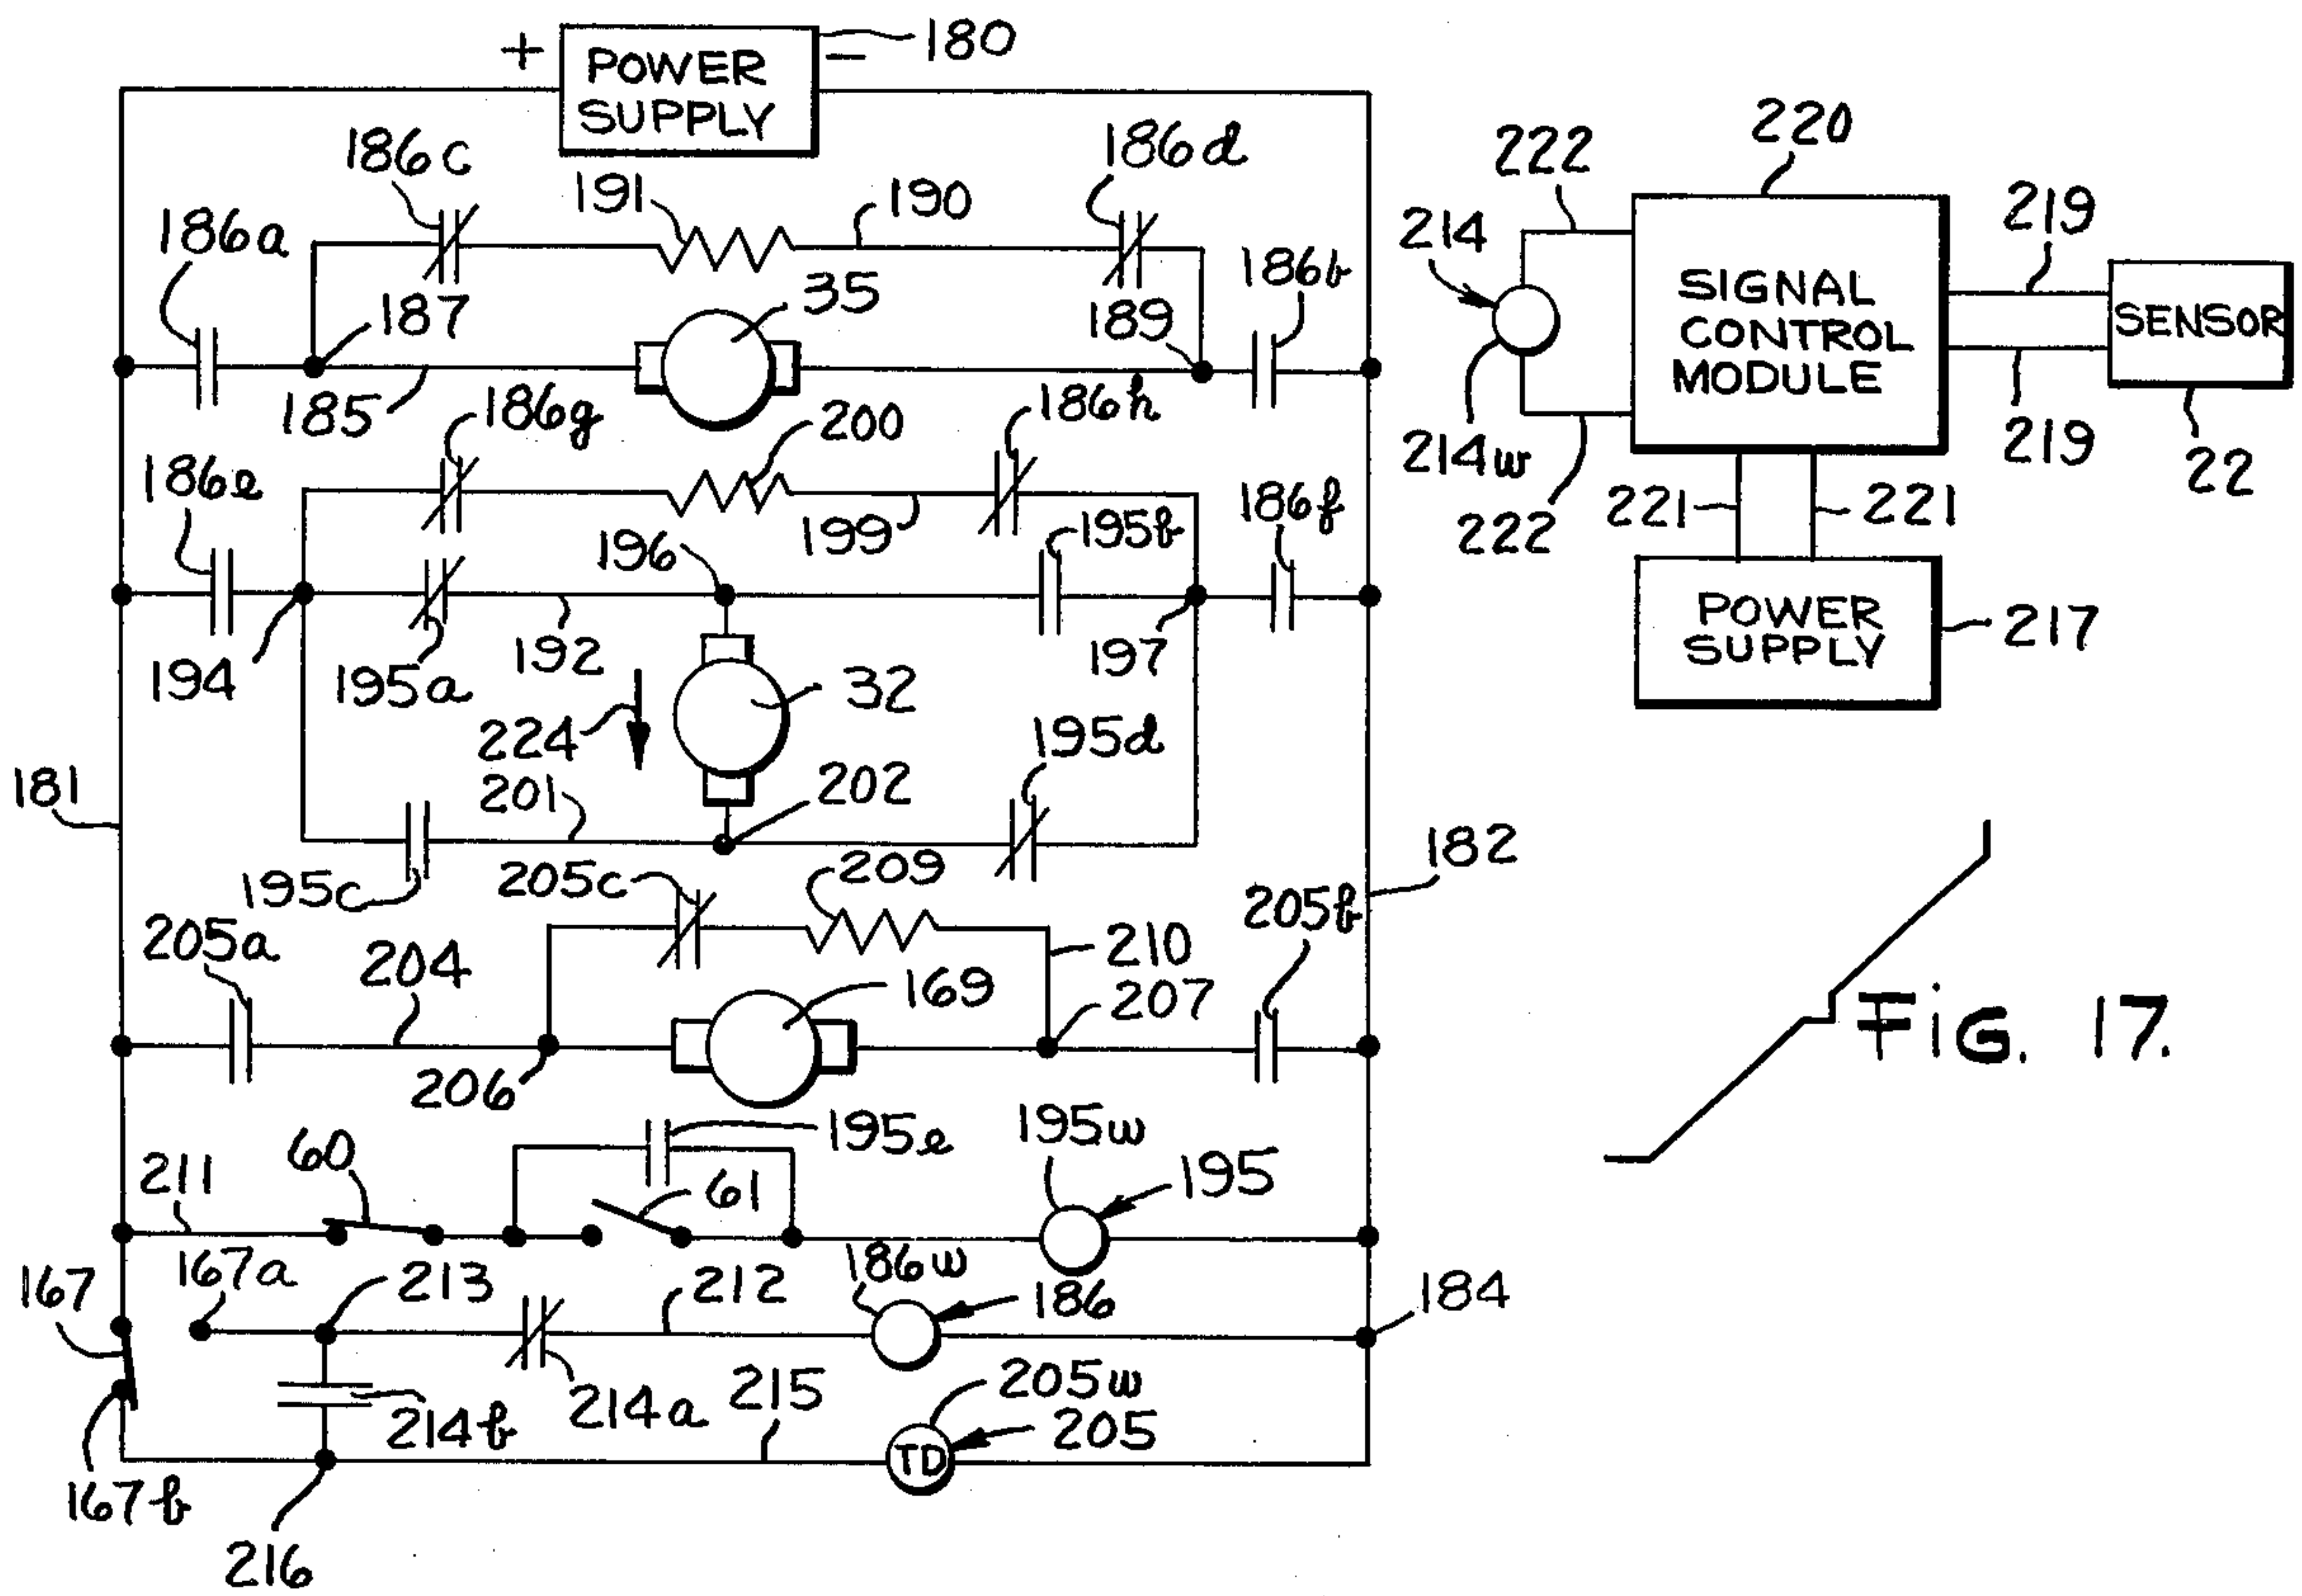 + POWER SUPPLY − 180
186c 191 190 186d
186a 187 35 189 186b
185 186g 200 186h
186e 196 199 195b 186f
194 195a 192 197
224 32 195d
181 201 202 182
195c 205c 209 205b
205a 204 169 210
206 207
195e 195w
211 60 61 195
167 167a 213 212 186w 186 184
214b 214a 215 205w
TD 205
167b
216
220
222 219
214
SIGNAL
CONTROL
MODULE
SENSOR
214w 219 22
222 221 221
POWER
SUPPLY
217
Fig. 17.